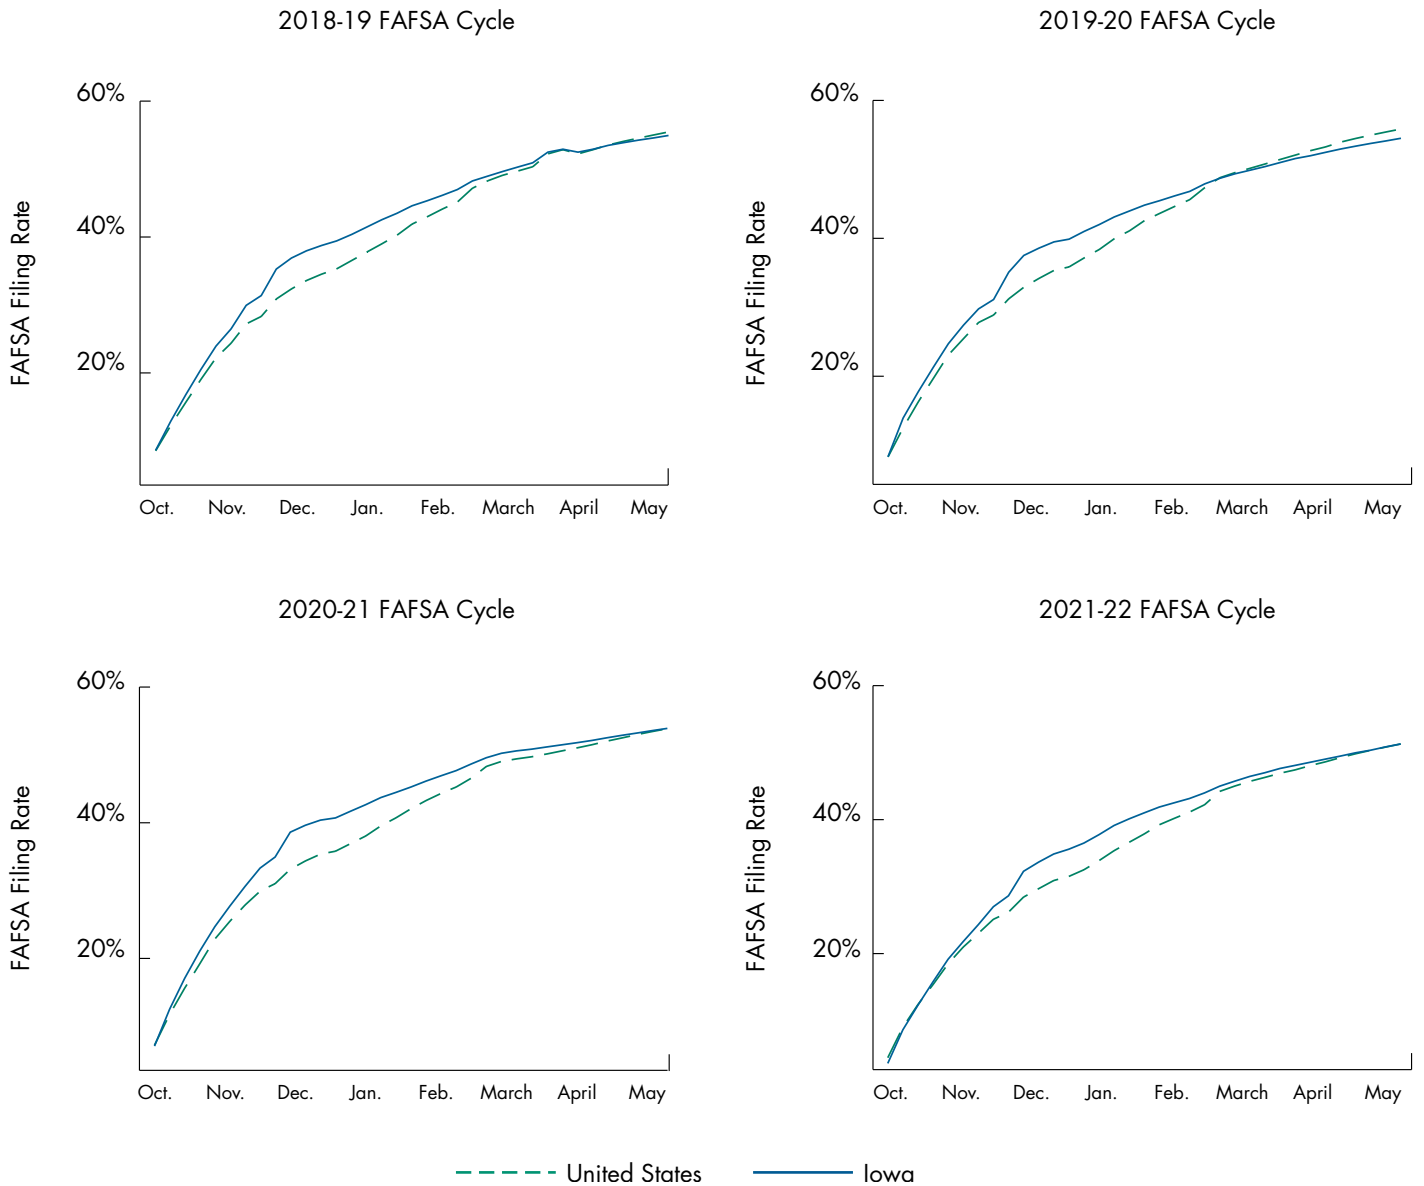 2018-19 FAFSA Cycle
60%
40%
20%
FAFSA Filing Rate
Oct. Nov. Dec. Jan. Feb. March April May
2019-20 FAFSA Cycle
60%
40%
20%
FAFSA Filing Rate
Oct. Nov. Dec. Jan. Feb. March April May
2020-21 FAFSA Cycle
60%
40%
20%
FAFSA Filing Rate
Oct. Nov. Dec. Jan. Feb. March April May
2021-22 FAFSA Cycle
60%
40%
20%
FAFSA Filing Rate
Oct. Nov. Dec. Jan. Feb. March April May
United States Iowa